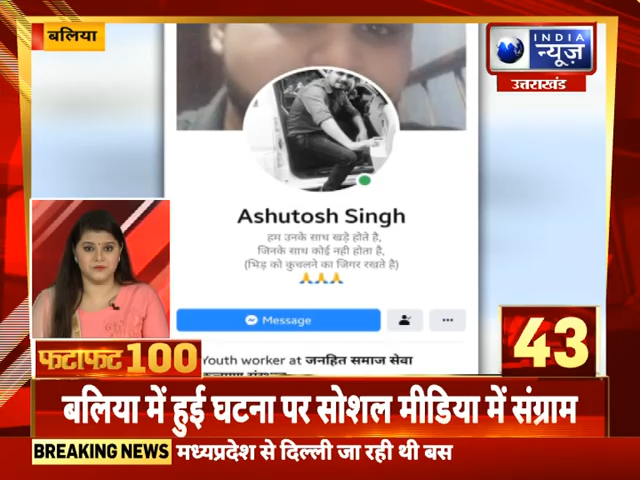 बलिया
INDIA
न्यूज़
उत्तराखंड
Ashutosh Singh
हम उनके साथ खड़े होते है,
जिनके साथ कोई नही होता है,
(भिड़ को कुचलने का जिगर रखते है)
Message
Youth worker at जनहित समाज सेवा
फटाफट 100
43
बलिया में हुई घटना पर सोशल मीडिया में संग्राम
BREAKING NEWS मध्यप्रदेश से दिल्ली जा रही थी बस